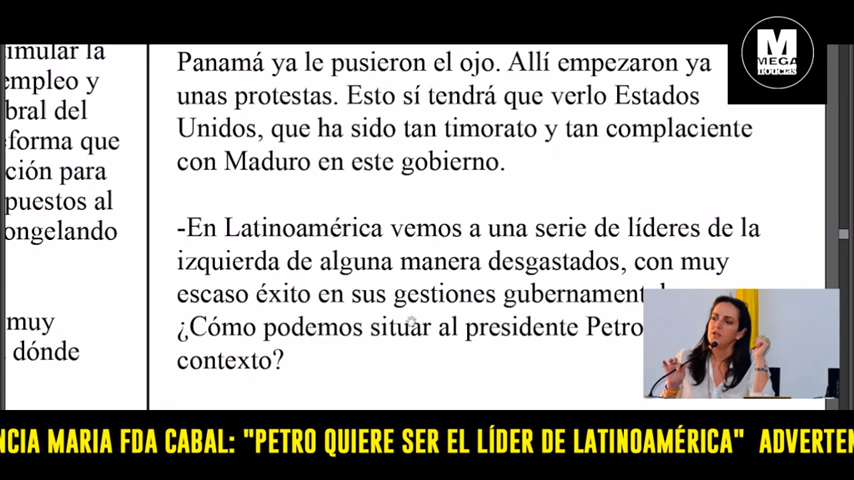 imular la
empleo y
bral del
forma que
ción para
puestos al
ongelando
muy
dónde
Panamá ya le pusieron el ojo. Allí empezaron ya
unas protestas. Esto sí tendrá que verlo Estados
Unidos, que ha sido tan timorato y tan complaciente
con Maduro en este gobierno.
-En Latinoamérica vemos a una serie de líderes de la
izquierda de alguna manera desgastados, con muy
escaso éxito en sus gestiones gubernament
¿Cómo podemos situar al presidente Petro
contexto?
M
MEGA
noticias
NCIA MARIA FDA CABAL: "PETRO QUIERE SER EL LÍDER DE LATINOAMÉRICA" ADVERTEN